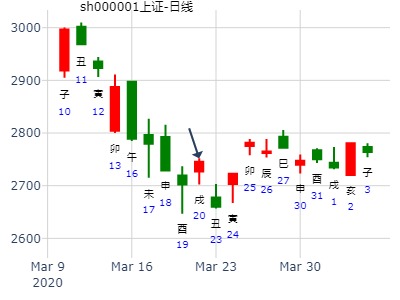 sh000001上证-日线
3000
2900
2800
2700
2600
子
10
丑
11
寅
12
卯
13
午
16
未
17
申
18
酉
19
戌
20
丑
23
寅
24
卯
25
辰
26
巳
27
申
30
酉
31
戌
1
亥
2
子
3
Mar 9
2020
Mar 16
Mar 23
Mar 30